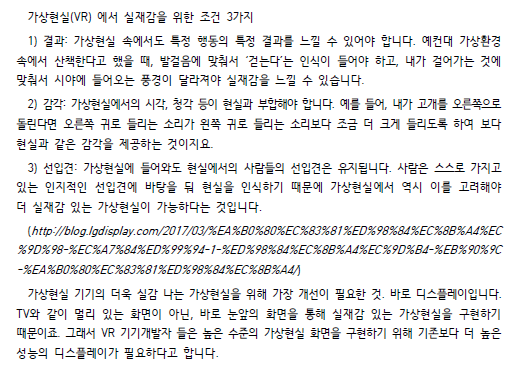 가상현실(VR) 에서 실재감을 위한 조건 3가지
1) 결과: 가상현실 속에서도 특정 행동의 특정 결과를 느낄 수 있어야 합니다. 예컨대 가상환경
속에서 산책한다고 했을 때, 발걸음에 맞춰서 '걷는다'는 인식이 들어야 하고, 내가 걸어가는 것에
맞춰서 시야에 들어오는 풍경이 달라져야 실재감을 느낄 수 있습니다.
2) 감각: 가상현실에서의 시각, 청각 등이 현실과 부합해야 합니다. 예를 들어, 내가 고개를 오른쪽으로
돌린다면 오른쪽 귀로 들리는 소리가 왼쪽 귀로 들리는 소리보다 조금 더 크게 들리도록 하여 보다
현실과 같은 감각을 제공하는 것이지요.
3) 선입견: 가상현실에 들어와도 현실에서의 사람들의 선입견은 유지됩니다. 사람은 스스로 가지고
있는 인지적인 선입견에 바탕을 둬 현실을 인식하기 때문에 가상현실에서 역시 이를 고려해야
더 실재감 있는 가상현실이 가능하다는 것입니다.
(http://blog.lgdisplay.com/2017/03/%EA%B0%80%EC%83%81%ED%98%84%EC%8B%A4%EC
%9D%98-%EC%A7%84%ED%99%94-1-%ED%98%84%EC%8B%A4%EC%9D%B4-%EB%90%9C
-%EA%B0%80%EC%83%81%ED%98%84%EC%8B%A4/)
가상현실 기기의 더욱 실감 나는 가상현실을 위해 가장 개선이 필요한 것. 바로 디스플레이입니다.
TV와 같이 멀리 있는 화면이 아닌, 바로 눈앞의 화면을 통해 실재감 있는 가상현실을 구현하기
때문이죠. 그래서 VR 기기개발자 들은 높은 수준의 가상현실 화면을 구현하기 위해 기존보다 더 높은
성능의 디스플레이가 필요하다고 합니다.